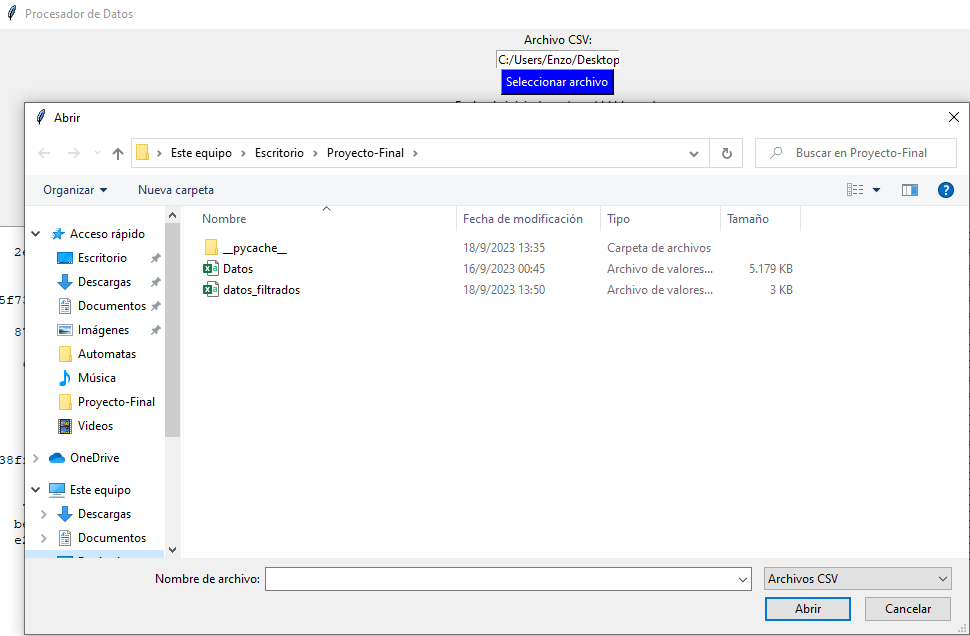 Procesador de Datos
Archivo CSV:
C:/Users/Enzo/Desktop
Seleccionar archivo
Abrir
Este equipo > Escritorio > Proyecto-Final >
Buscar en Proyecto-Final
Organizar
Nueva carpeta
Nombre Fecha de modificación Tipo Tamaño
__pycache__ 18/9/2023 13:35 Carpeta de archivos
Datos 16/9/2023 00:45 Archivo de valores... 5.179 KB
datos_filtrados 18/9/2023 13:50 Archivo de valores... 3 KB
Acceso rápido
Escritorio
Descargas
Documentos
Imágenes
Automatas
Música
Proyecto-Final
Videos
OneDrive
Este equipo
Descargas
Documentos
Nombre de archivo:
Archivos CSV
Abrir
Cancelar